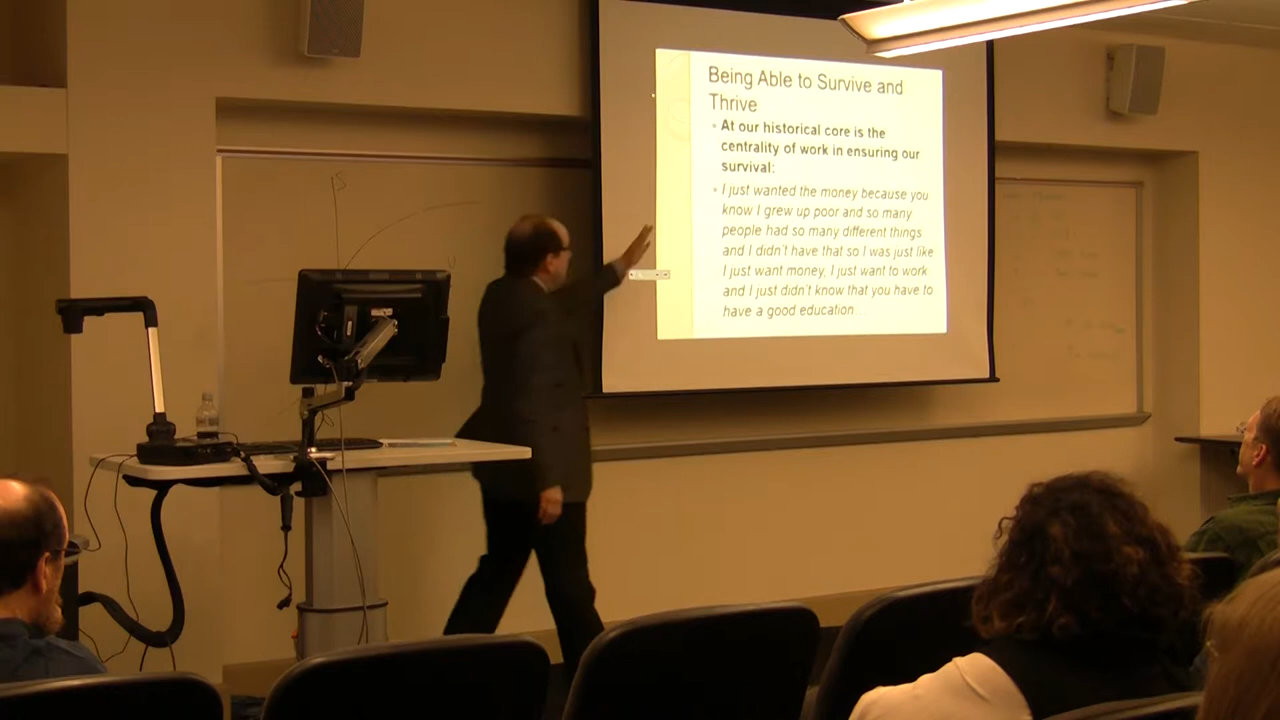 Being Able to Survive and
Thrive
At our historical core is the
centrality of work in ensuring our
survival:
I just wanted the money because you
know I grew up poor and so many
people had so many different things
and I didn't have that so I was just like
I just want money, I just want to work
and I just didn't know that you have to
have a good education...